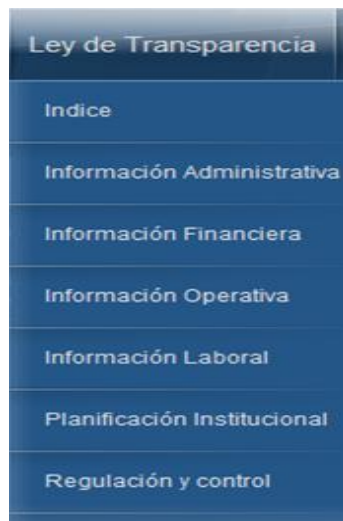 Ley de Transparencia
Indice
Información Administrativa
Información Financiera
Información Operativa
Información Laboral
Planificación Institucional
Regulación y control